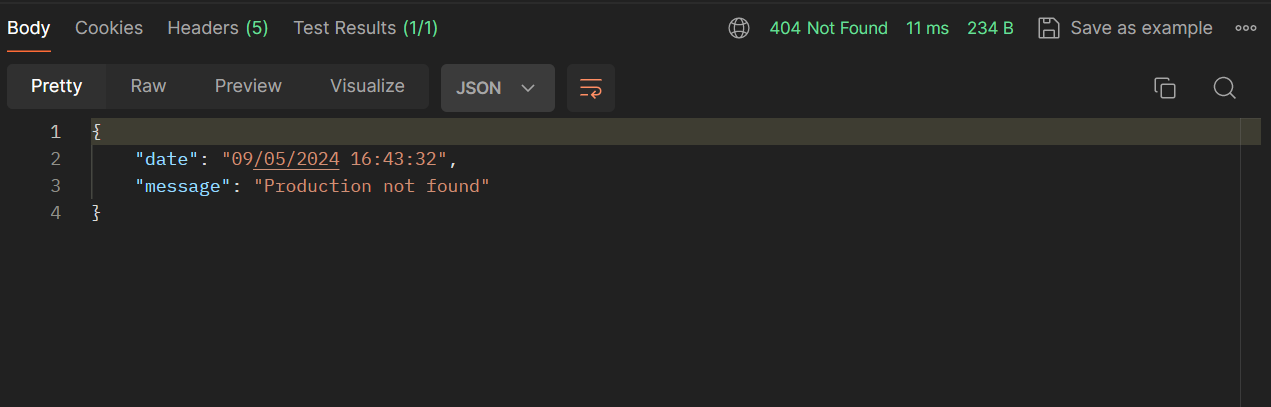 Body Cookies Headers (5) Test Results (1/1) 404 Not Found 11 ms 234 B Save as example
Pretty Raw Preview Visualize JSON
1 {
2 "date": "09/05/2024 16:43:32",
3 "message": "Production not found"
4 }